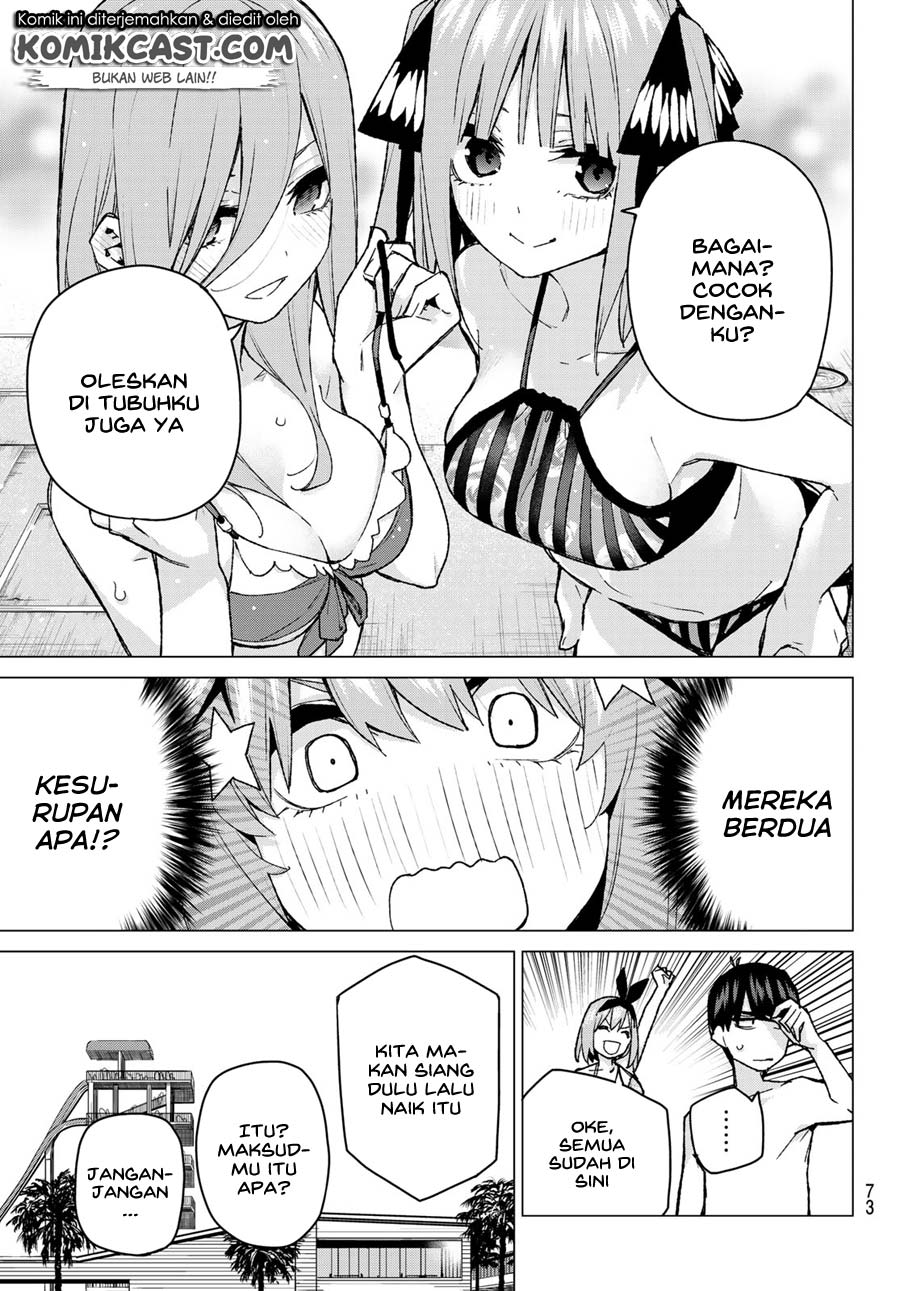 Komik ini diterjemahkan & diedit oleh
KOMIKCAST.COM
BUKAN WEB LAIN!!
BAGAI-
MANA?
COCOK
DENGAN-
KU?
OLESKAN
DI TUBUHKU
JUGA YA
MEREKA
BERDUA
KESU-
RUPAN
APA!?
OKE,
SEMUA
SUDAH DI
SINI
......
KITA MA-
KAN SIANG
DULU LALU
NAIK ITU
ITU?
MAKSUD-
MU ITU
APA?
JANGAN-
JANGAN
...
73